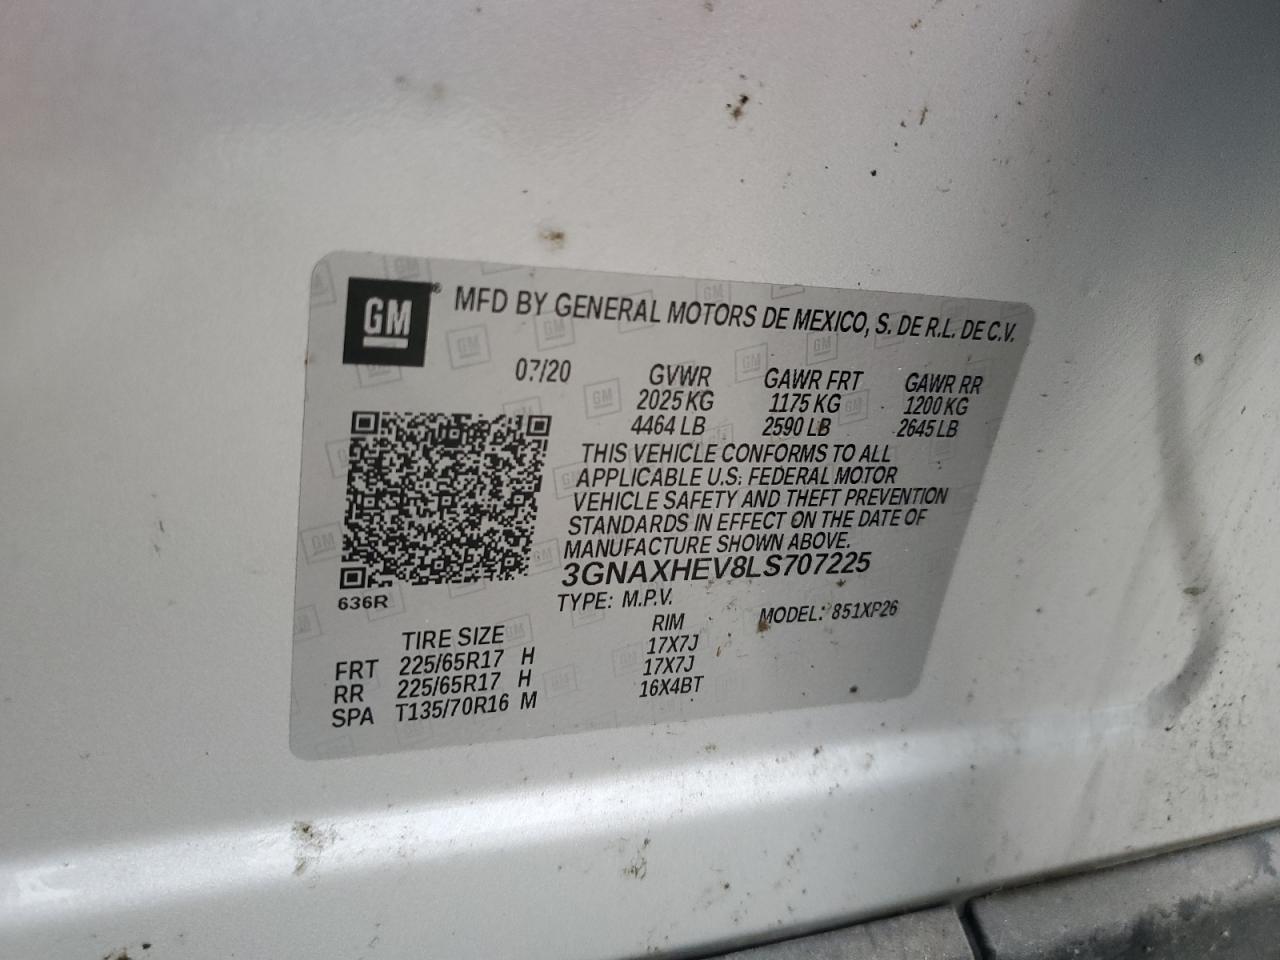 GM® MFD BY GENERAL MOTORS DE MEXICO, S. DE R.L. DE C.V.
07/20 GVWR GAWR FRT GAWR RR
2025 KG 1175 KG 1200 KG
4464 LB 2590 LB 2645 LB
THIS VEHICLE CONFORMS TO ALL
APPLICABLE U.S. FEDERAL MOTOR
VEHICLE SAFETY AND THEFT PREVENTION
STANDARDS IN EFFECT ON THE DATE OF
MANUFACTURE SHOWN ABOVE.
3GNAXHEV8LS707225
636R TYPE: M.P.V. MODEL: 851XP26
TIRE SIZE RIM
FRT 225/65R17 H 17X7J
RR 225/65R17 H 17X7J
SPA T135/70R16 M 16X4BT